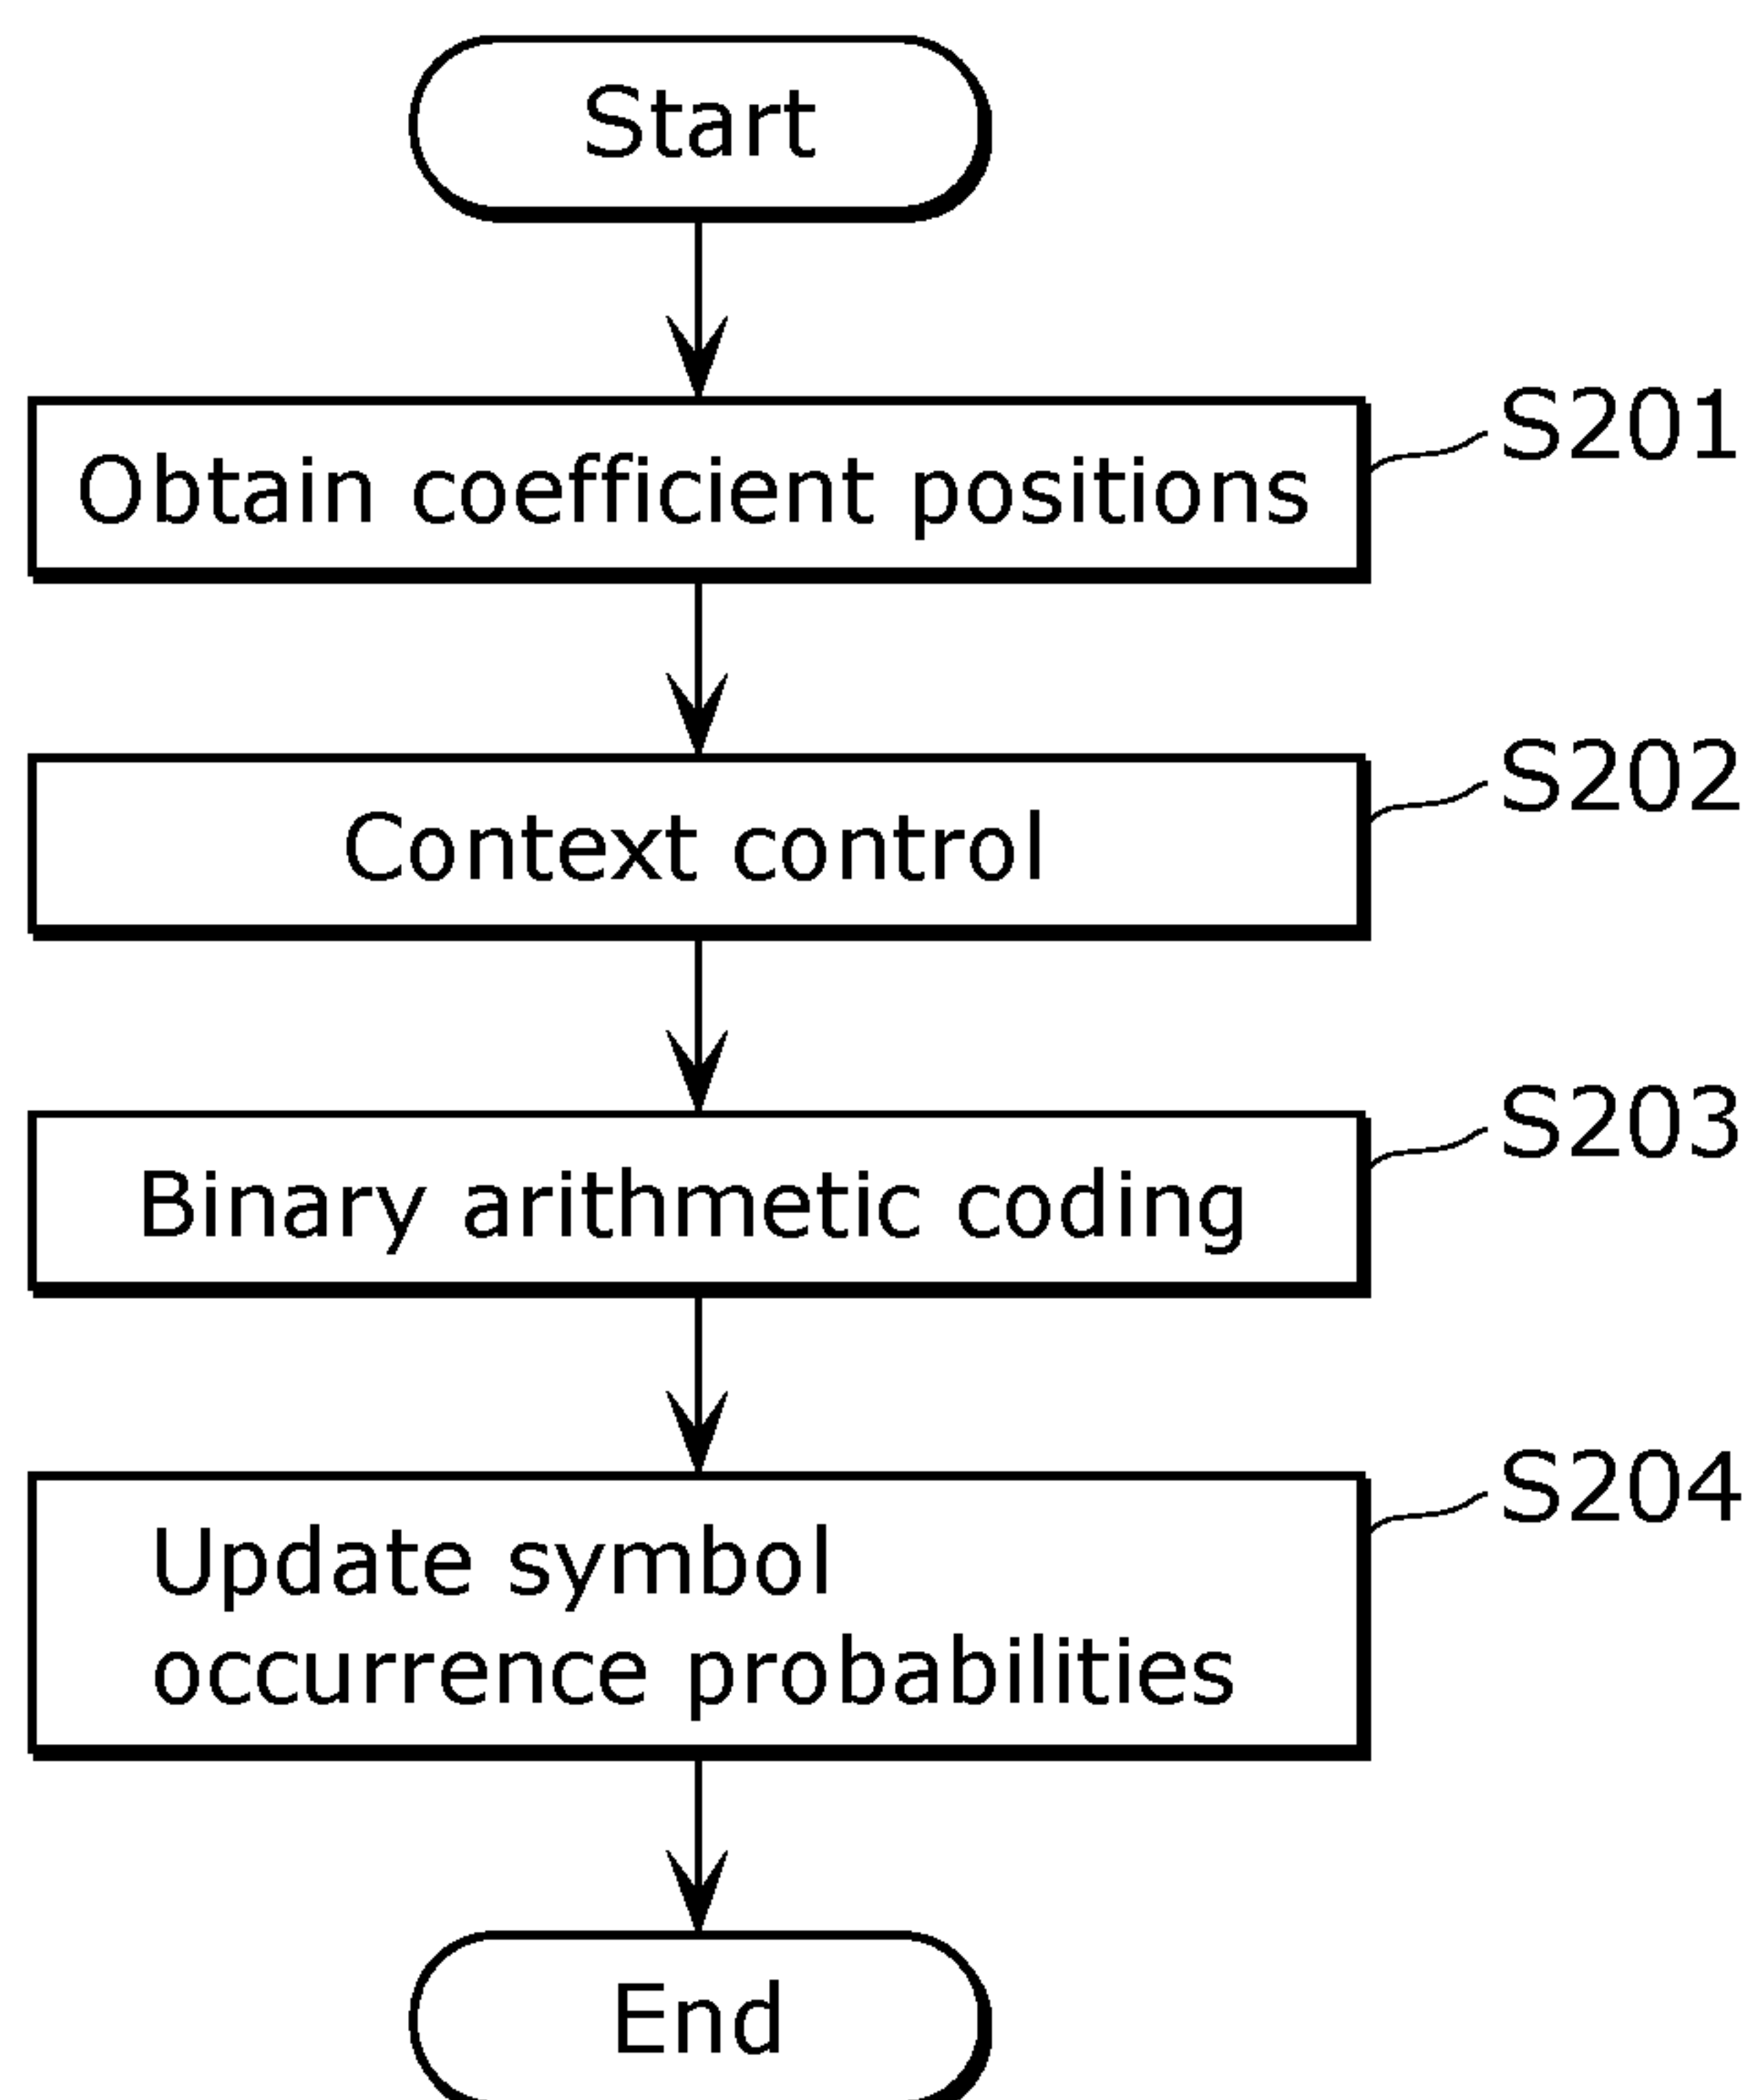 Start
Obtain coefficient positions
S201
Context control
S202
Binary arithmetic coding
S203
Update symbol
occurrence probabilities
S204
End